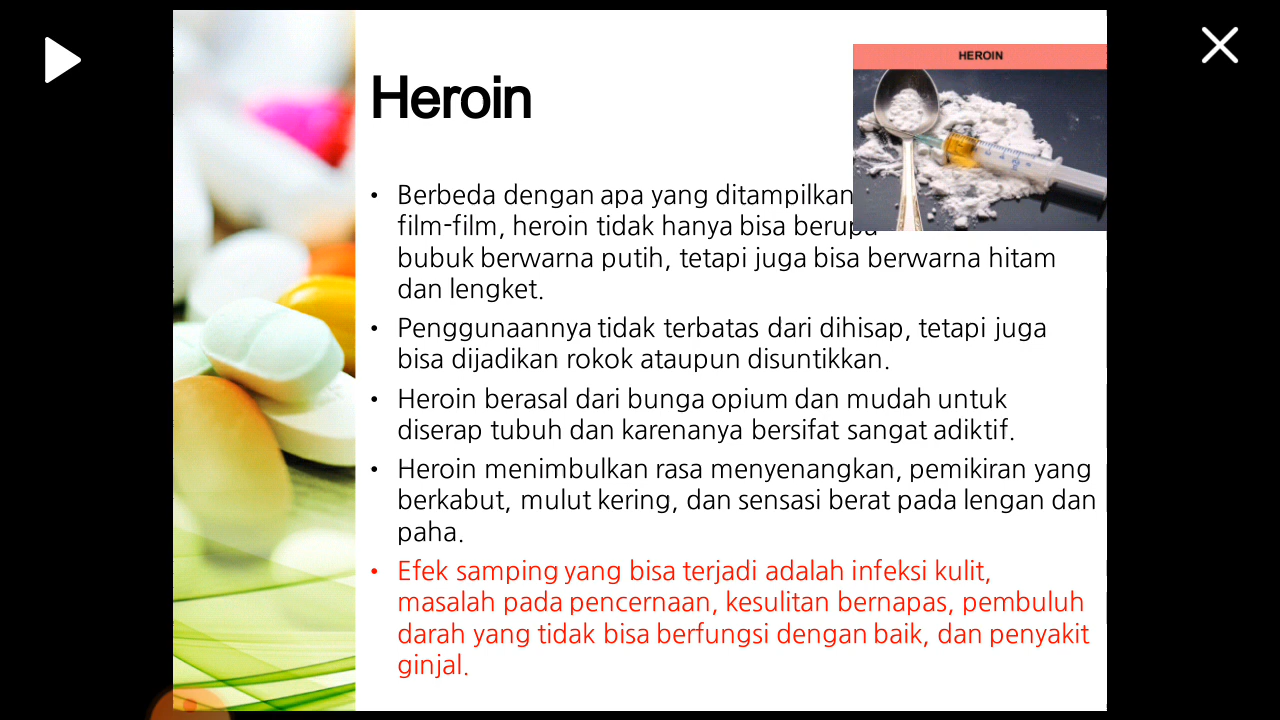 HEROIN
Heroin
• Berbeda dengan apa yang ditampilkan
film-film, heroin tidak hanya bisa berupa
bubuk berwarna putih, tetapi juga bisa berwarna hitam
dan lengket.
• Penggunaannya tidak terbatas dari dihisap, tetapi juga
bisa dijadikan rokok ataupun disuntikkan.
• Heroin berasal dari bunga opium dan mudah untuk
diserap tubuh dan karenanya bersifat sangat adiktif.
• Heroin menimbulkan rasa menyenangkan, pemikiran yang
berkabut, mulut kering, dan sensasi berat pada lengan dan
paha.
• Efek samping yang bisa terjadi adalah infeksi kulit,
masalah pada pencernaan, kesulitan bernapas, pembuluh
darah yang tidak bisa berfungsi dengan baik, dan penyakit
ginjal.